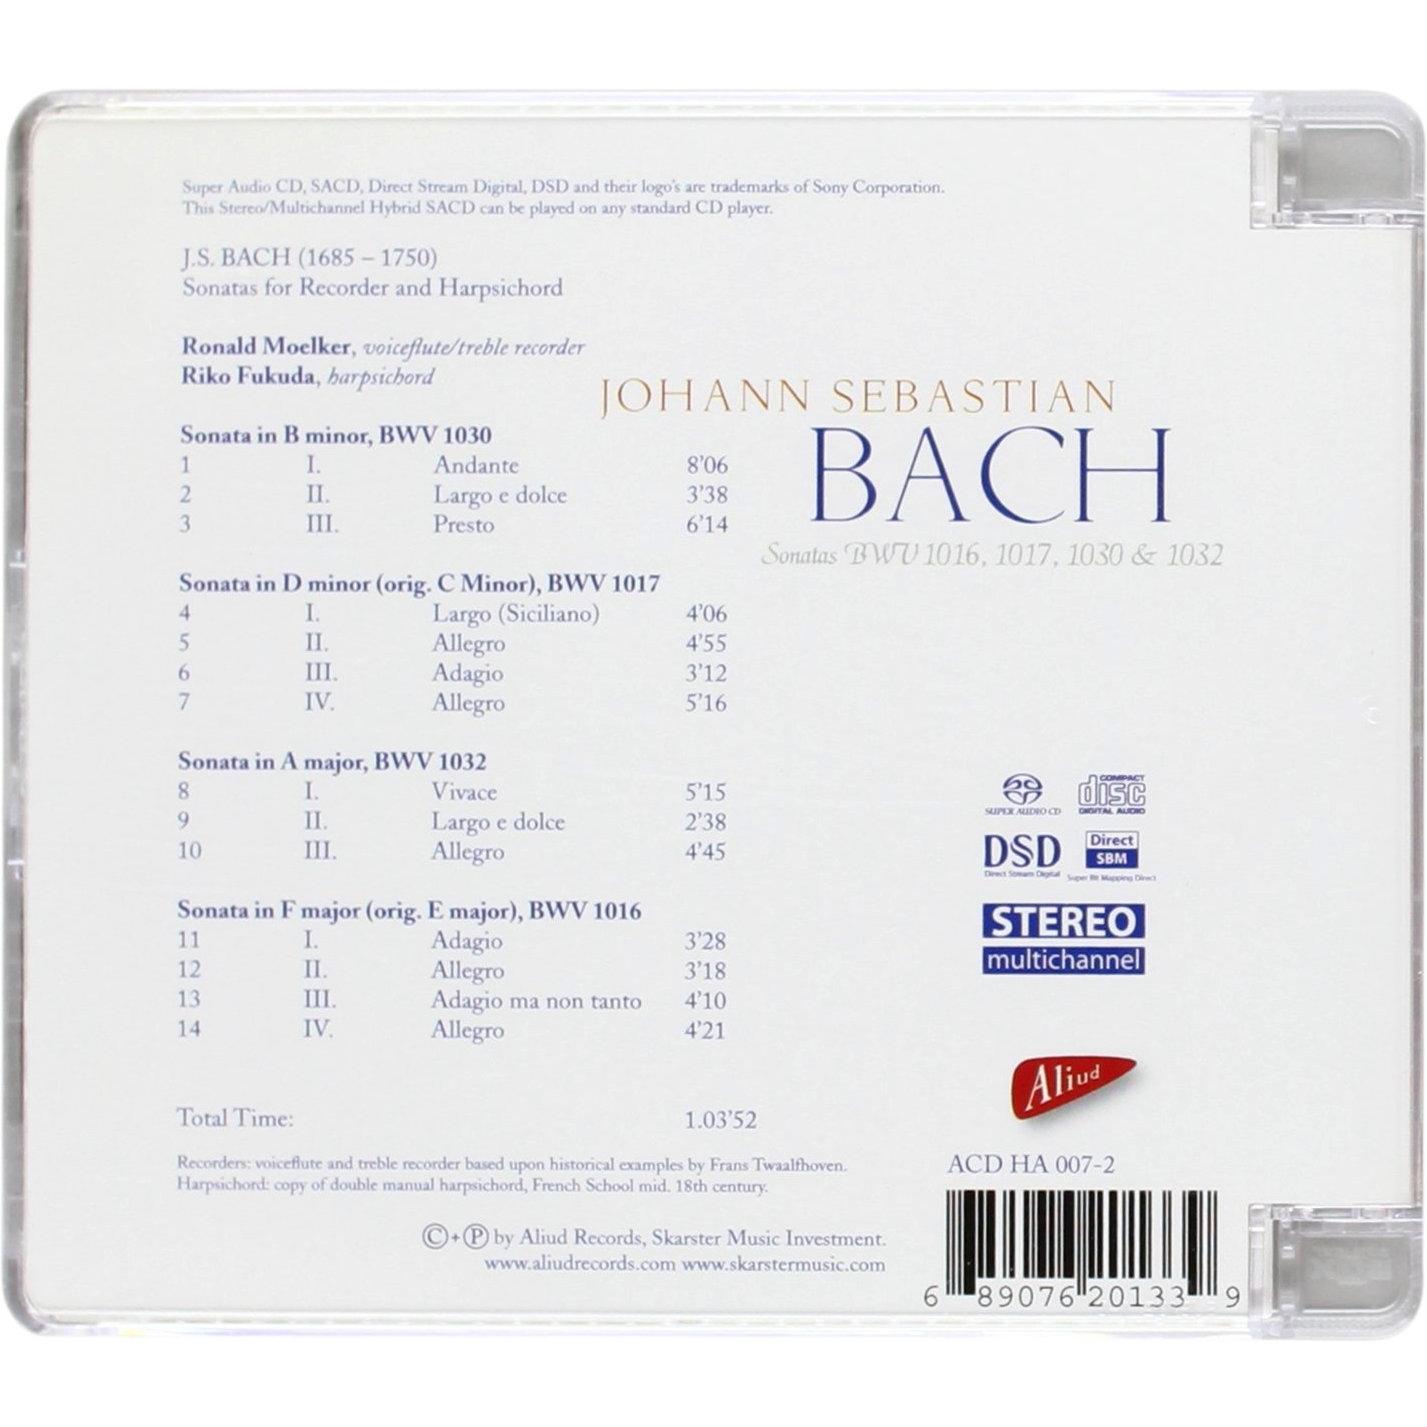 Super Audio CD, SACD, Direct Stream Digital, DSD and their logo's are trademarks of Sony Corporation.
This Stereo/Multichannel Hybrid SACD can be played on any standard CD player.
J.S. BACH (1685 – 1750)
Sonatas for Recorder and Harpsichord
Ronald Moelker, voiceflute/treble recorder
Riko Fukuda, harpsichord
JOHANN SEBASTIAN
BACH
Sonatas BWV 1016, 1017, 1030 & 1032
Sonata in B minor, BWV 1030
1 I. Andante 8'06
2 II. Largo e dolce 3'38
3 III. Presto 6'14
Sonata in D minor (orig. C Minor), BWV 1017
4 I. Largo (Siciliano) 4'06
5 II. Allegro 4'55
6 III. Adagio 3'12
7 IV. Allegro 5'16
Sonata in A major, BWV 1032
8 I. Vivace 5'15
9 II. Largo e dolce 2'38
10 III. Allegro 4'45
Sonata in F major (orig. E major), BWV 1016
11 I. Adagio 3'28
12 II. Allegro 3'18
13 III. Adagio ma non tanto 4'10
14 IV. Allegro 4'21
Total Time: 1.03'52
Recorders: voiceflute and treble recorder based upon historical examples by Frans Twaalfhoven.
Harpsichord: copy of double manual harpsichord, French School mid. 18th century.
©+℗ by Aliud Records, Skarster Music Investment.
www.aliudrecords.com www.skarstermusic.com
SUPER AUDIO CD
COMPACT
disc
DIGITAL AUDIO
DSD
Direct Stream Digital
Direct
SBM
Super Bit Mapping Direct
STEREO
multichannel
Aliud
ACD HA 007-2
6 89076 20133 9